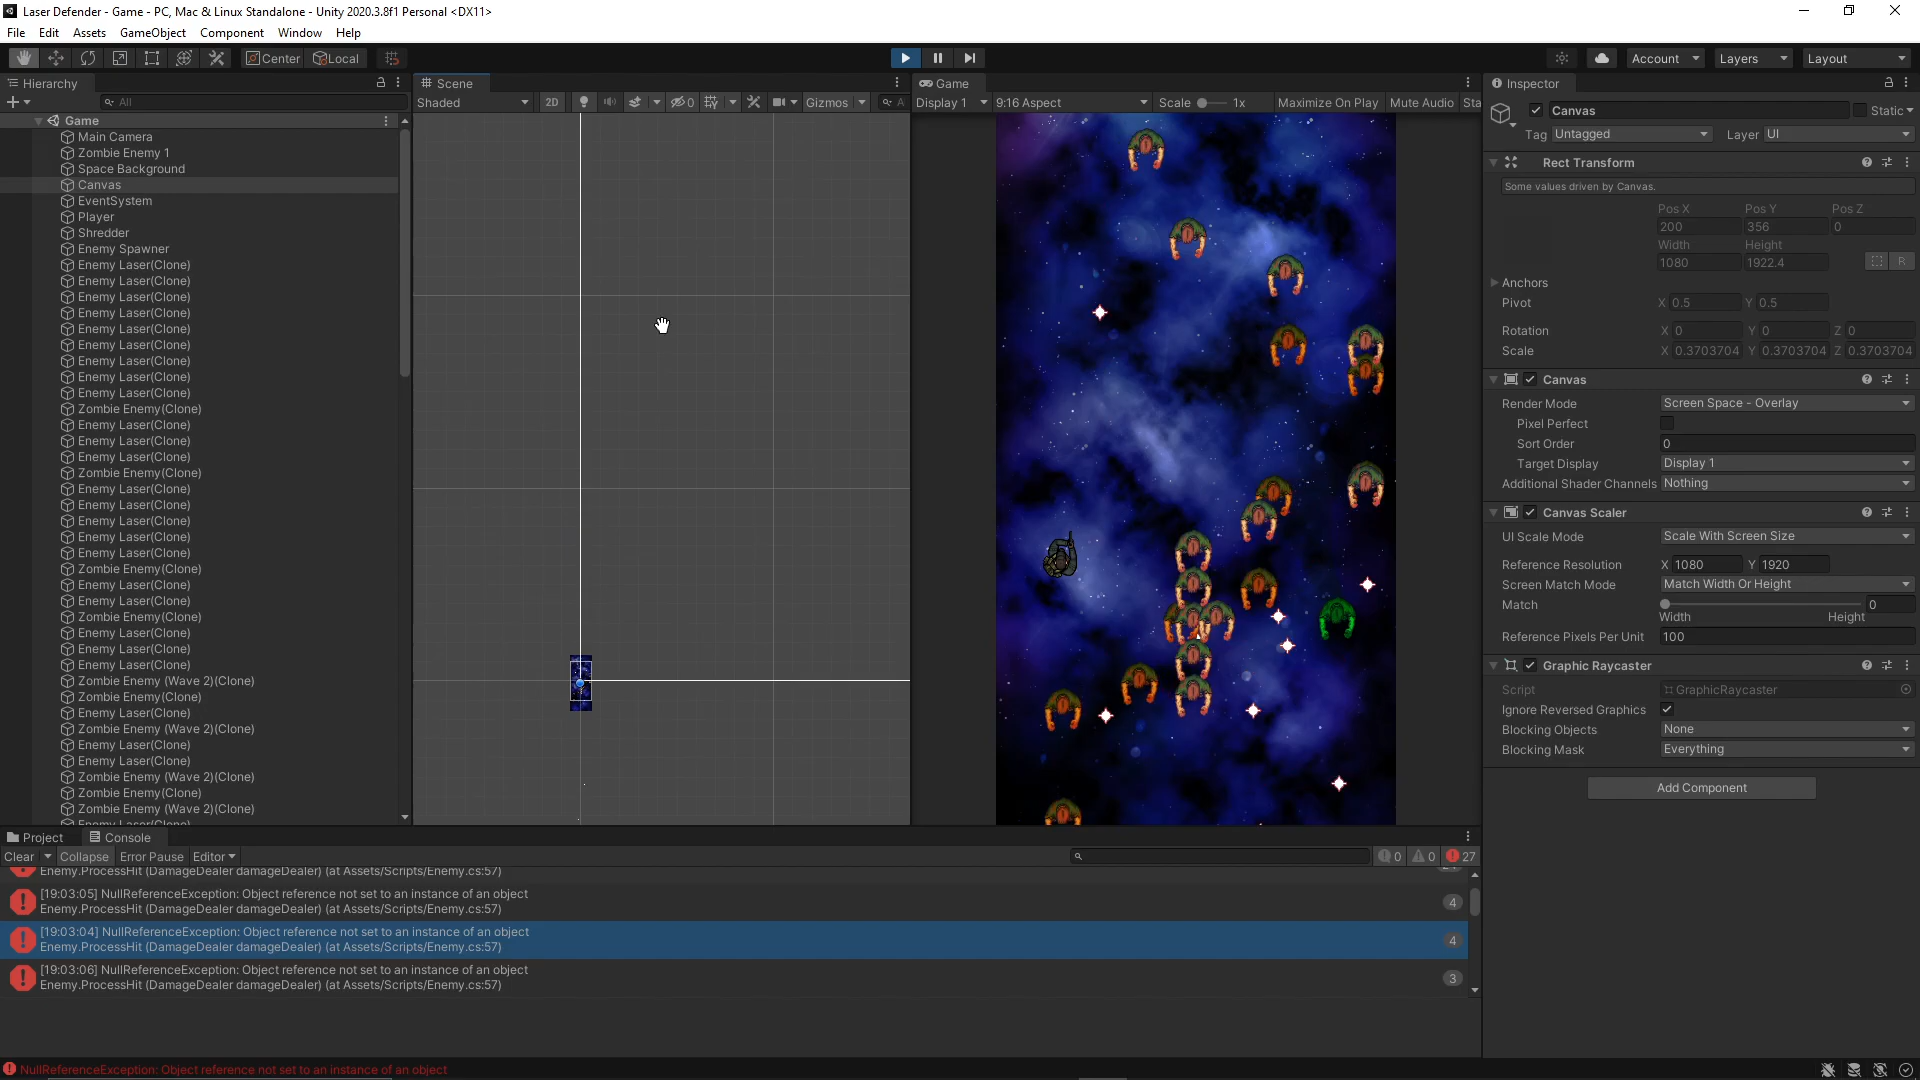 Laser Defender - Game - PC, Mac & Linux Standalone - Unity 2020.3.8f1 Personal <DX11>
File Edit Assets GameObject Component Window Help
Center Local
Account Layers Layout
Hierarchy
All
Game
Main Camera
Zombie Enemy 1
Space Background
Canvas
EventSystem
Player
Shredder
Enemy Spawner
Enemy Laser(Clone)
Enemy Laser(Clone)
Enemy Laser(Clone)
Enemy Laser(Clone)
Enemy Laser(Clone)
Enemy Laser(Clone)
Enemy Laser(Clone)
Enemy Laser(Clone)
Enemy Laser(Clone)
Zombie Enemy(Clone)
Enemy Laser(Clone)
Enemy Laser(Clone)
Enemy Laser(Clone)
Zombie Enemy(Clone)
Enemy Laser(Clone)
Enemy Laser(Clone)
Enemy Laser(Clone)
Enemy Laser(Clone)
Enemy Laser(Clone)
Zombie Enemy(Clone)
Enemy Laser(Clone)
Enemy Laser(Clone)
Zombie Enemy(Clone)
Enemy Laser(Clone)
Enemy Laser(Clone)
Enemy Laser(Clone)
Zombie Enemy (Wave 2)(Clone)
Zombie Enemy(Clone)
Enemy Laser(Clone)
Zombie Enemy (Wave 2)(Clone)
Enemy Laser(Clone)
Enemy Laser(Clone)
Zombie Enemy (Wave 2)(Clone)
Zombie Enemy(Clone)
Zombie Enemy (Wave 2)(Clone)
Enemy Laser(Clone)
Scene
Shaded 2D 0 Gizmos A
Game
Display 1 9:16 Aspect Scale 1x Maximize On Play Mute Audio Sta
Inspector
Canvas Static
Tag Untagged Layer UI
Rect Transform
Some values driven by Canvas.
Pos X Pos Y Pos Z
200 356 0
Width Height
1080 1922.4 R
Anchors
Pivot X 0.5 Y 0.5
Rotation X 0 Y 0 Z 0
Scale X 0.3703704 Y 0.3703704 Z 0.3703704
Canvas
Render Mode Screen Space - Overlay
Pixel Perfect
Sort Order 0
Target Display Display 1
Additional Shader Channels Nothing
Canvas Scaler
UI Scale Mode Scale With Screen Size
Reference Resolution X 1080 Y 1920
Screen Match Mode Match Width Or Height
Match 0
Width Height
Reference Pixels Per Unit 100
Graphic Raycaster
Script GraphicRaycaster
Ignore Reversed Graphics
Blocking Objects None
Blocking Mask Everything
Add Component
Project Console
Clear Collapse Error Pause Editor 0 0 27
Enemy.ProcessHit (DamageDealer damageDealer) (at Assets/Scripts/Enemy.cs:57)
[19:03:05] NullReferenceException: Object reference not set to an instance of an object
Enemy.ProcessHit (DamageDealer damageDealer) (at Assets/Scripts/Enemy.cs:57)
4
[19:03:04] NullReferenceException: Object reference not set to an instance of an object
Enemy.ProcessHit (DamageDealer damageDealer) (at Assets/Scripts/Enemy.cs:57)
4
[19:03:06] NullReferenceException: Object reference not set to an instance of an object
Enemy.ProcessHit (DamageDealer damageDealer) (at Assets/Scripts/Enemy.cs:57)
3
NullReferenceException: Object reference not set to an instance of an object